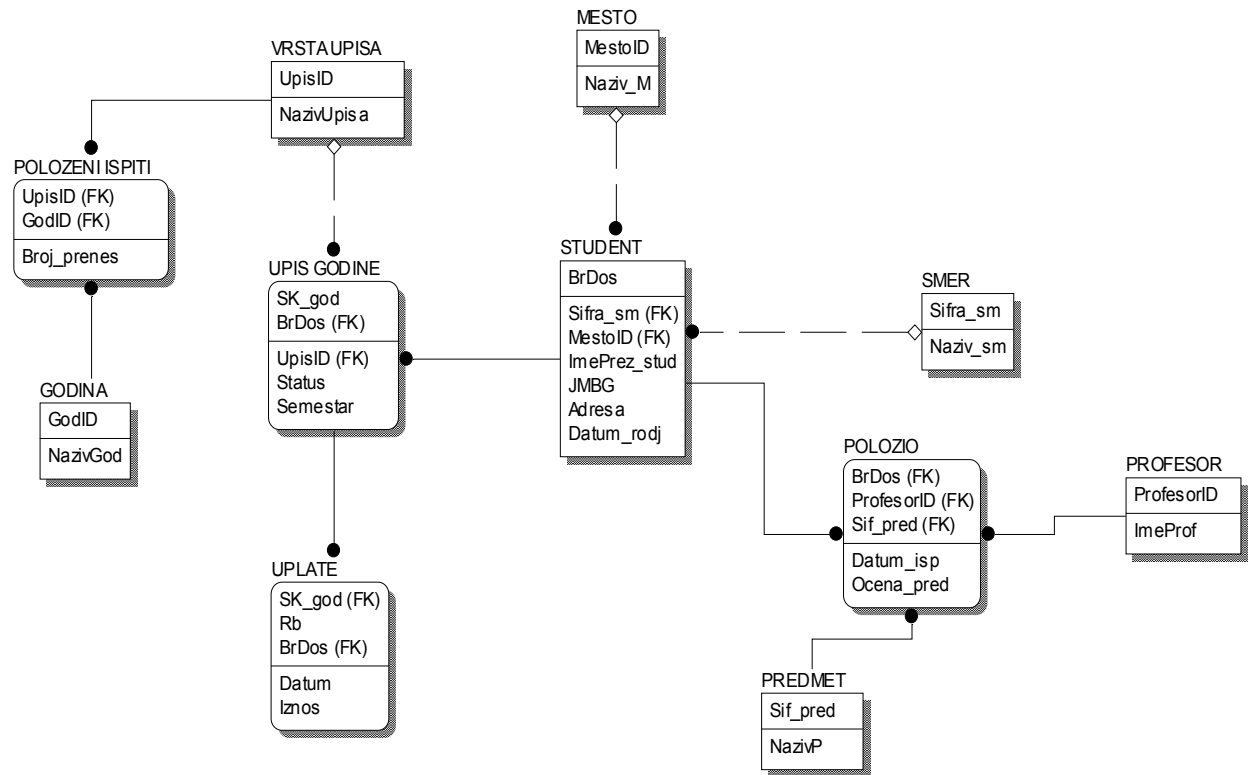 MESTO
MestoID
Naziv_M
VRSTAUPISA
UpisID
NazivUpisa
POLOZENI ISPITI
UpisID (FK)
GodID (FK)
Broj_prenes
UPIS GODINE
SK_god
BrDos (FK)
UpisID (FK)
Status
Semestar
STUDENT
BrDos
Sifra_sm (FK)
MestoID (FK)
ImePrez_stud
JMBG
Adresa
Datum_rodj
SMER
Sifra_sm
Naziv_sm
GODINA
GodID
NazivGod
POLOZIO
BrDos (FK)
ProfesorID (FK)
Sif_pred (FK)
Datum_isp
Ocena_pred
PROFESOR
ProfesorID
ImeProf
UPLATE
SK_god (FK)
Rb
BrDos (FK)
Datum
Iznos
PREDMET
Sif_pred
NazivP